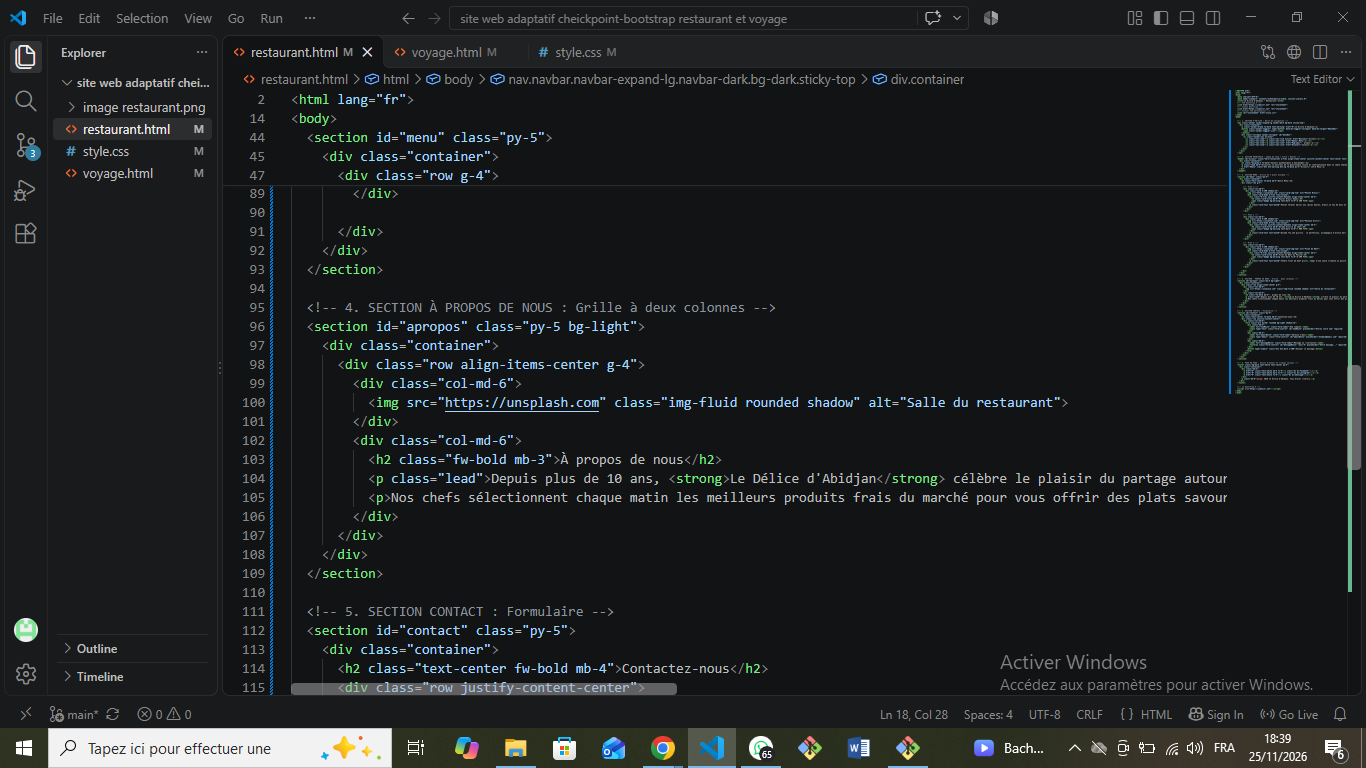 File Edit Selection View Go Run ··· site web adaptatif cheickpoint-bootstrap restaurant et voyage
Explorer ···
restaurant.html M voyage.html M # style.css M
restaurant.html > html > body > nav.navbar.navbar-expand-lg.navbar-dark.bg-dark.sticky-top > div.container Text Editor
site web adaptatif chei...
image restaurant.png
restaurant.html M
# style.css M
voyage.html M
3
Outline
Timeline
2 <html lang="fr">
14 <body>
44 <section id="menu" class="py-5">
45 <div class="container">
47 <div class="row g-4">
89 </div>
90
91 </div>
92 </div>
93 </section>
94
95 <!-- 4. SECTION À PROPOS DE NOUS : Grille à deux colonnes -->
96 <section id="apropos" class="py-5 bg-light">
97 <div class="container">
98 <div class="row align-items-center g-4">
99 <div class="col-md-6">
100 <img src="https://unsplash.com" class="img-fluid rounded shadow" alt="Salle du restaurant">
101 </div>
102 <div class="col-md-6">
103 <h2 class="fw-bold mb-3">À propos de nous</h2>
104 <p class="lead">Depuis plus de 10 ans, <strong>Le Délice d'Abidjan</strong> célèbre le plaisir du partage autour
105 <p>Nos chefs sélectionnent chaque matin les meilleurs produits frais du marché pour vous offrir des plats savour
106 </div>
107 </div>
108 </div>
109 </section>
110
111 <!-- 5. SECTION CONTACT : Formulaire -->
112 <section id="contact" class="py-5">
113 <div class="container">
114 <h2 class="text-center fw-bold mb-4">Contactez-nous</h2>
115 <div class="row justify-content-center">
Activer Windows
Accédez aux paramètres pour activer Windows.
main* 0 0 Ln 18, Col 28 Spaces: 4 UTF-8 CRLF { } HTML Sign In Go Live
Tapez ici pour effectuer une 65 Bach... FRA 18:39
25/11/2026 6